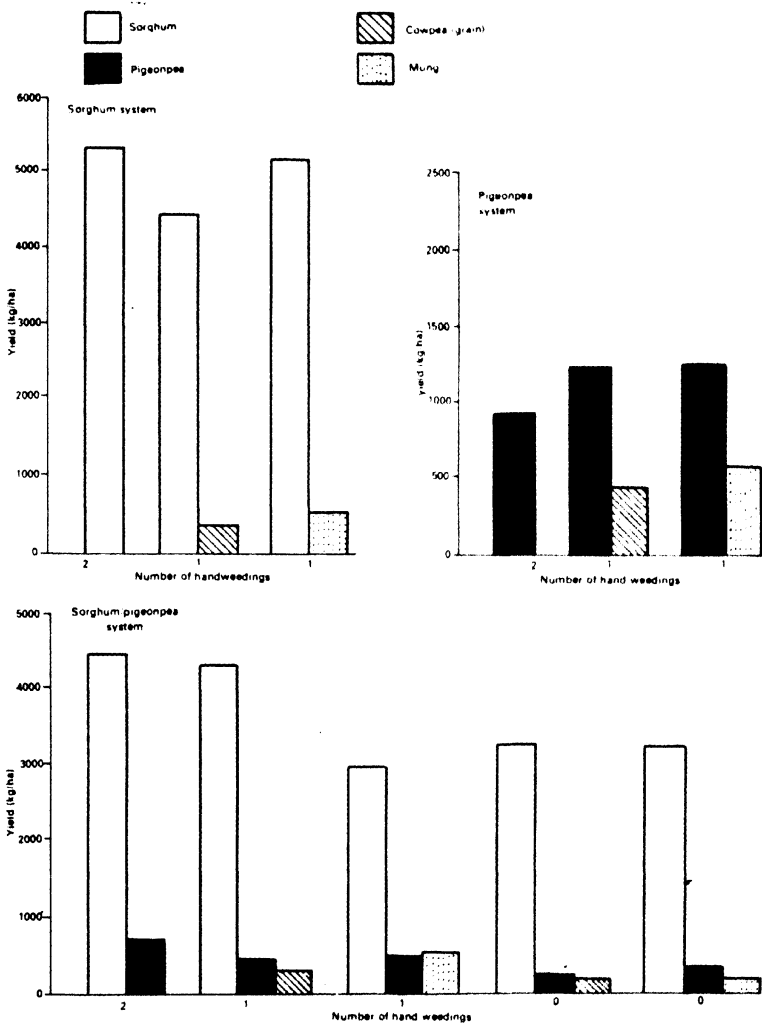 Sorghum
Cowpea (grain)
Pigeonpea
Mung
Sorghum system
6000
5000
4000
3000
2000
1000
0
Yield (kg/ha)
2 1 1
Number of handweedings
Pigeonpea
system
2500
2000
1500
1000
500
0
Yield (kg/ha)
2 1 1
Number of hand weedings
Sorghum/pigeonpea
system
5000
4000
3000
2000
1000
0
Yield (kg/ha)
2 1 1 0 0
Number of hand weedings